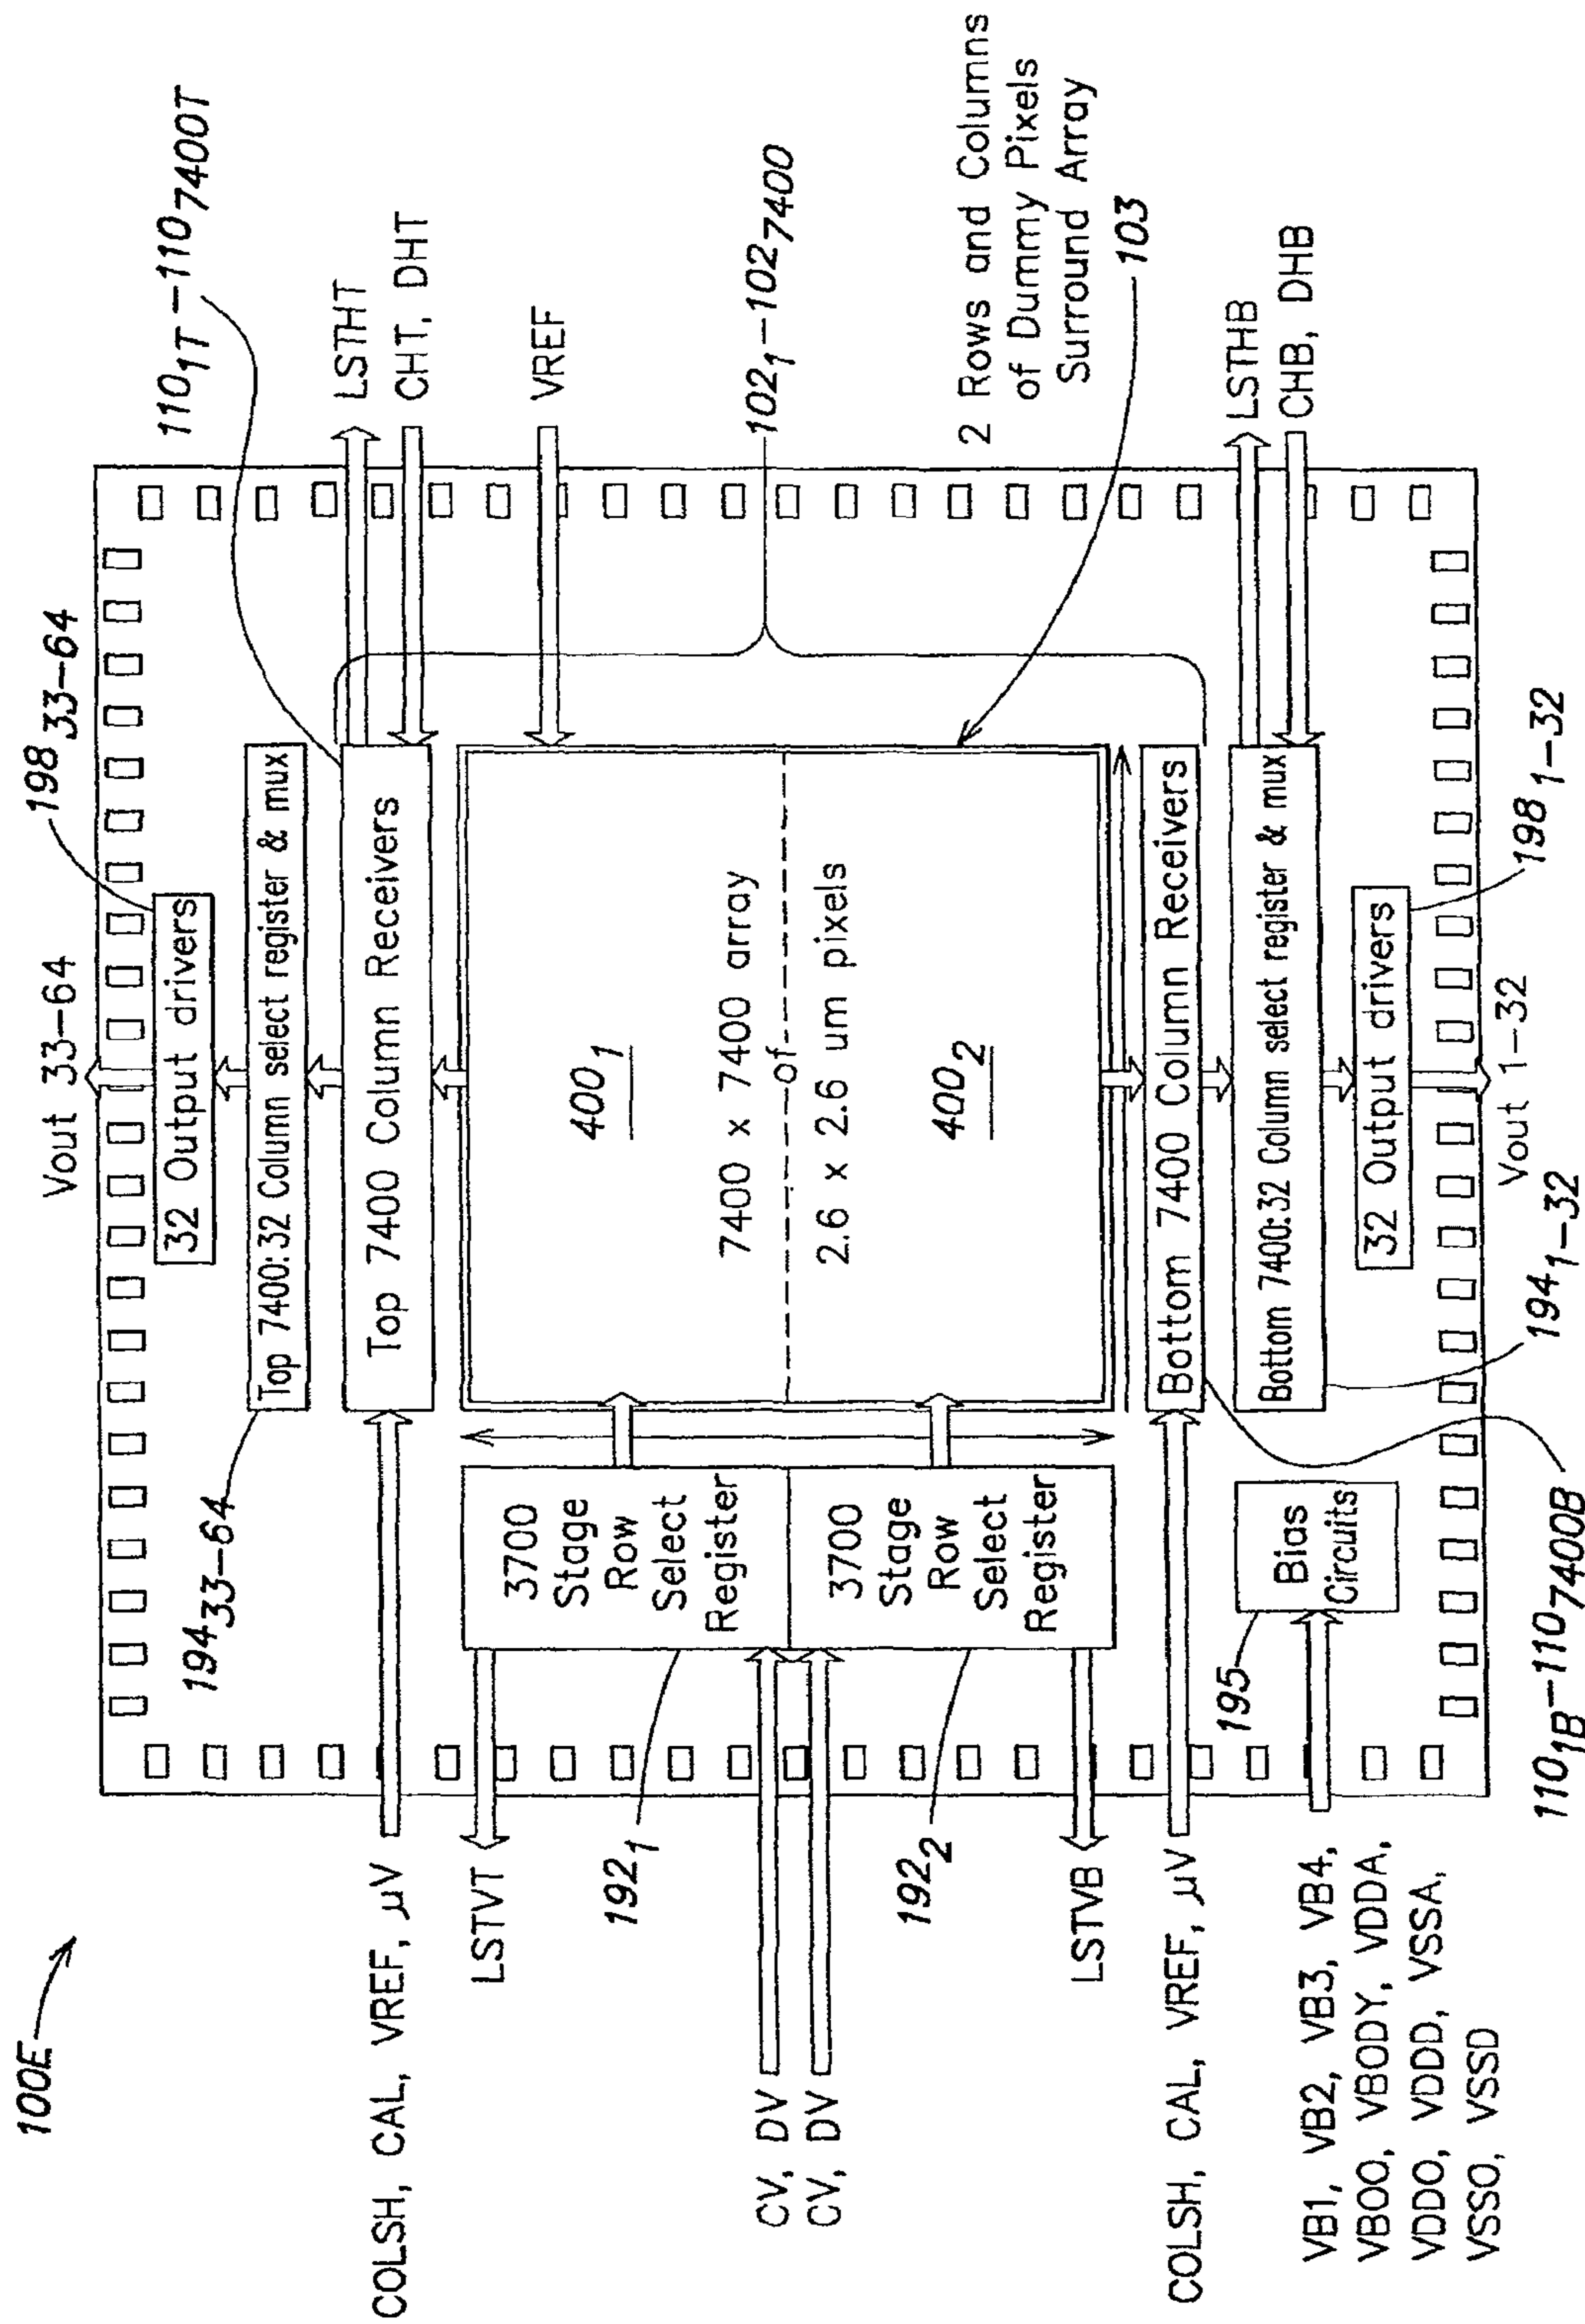 100E
Vout 33-64
198 33-64
110 1T - 110 7400T
194 33-64
32 Output drivers
Top 7400:32 Column select register & mux
LSTHT
COLSH, CAL, VREF, µV
Top 7400 Column Receivers
CHT, DHT
LSTVT
VREF
3700
Stage
Row
Select
Register
400 1
192 1
7400 x 7400 array
102 1 - 102 7400
CV, DV
of
CV, DV
2.6 x 2.6 um pixels
3700
Stage
Row
Select
Register
400 2
192 2
2 Rows and Columns
of Dummy Pixels
Surround Array
103
LSTVB
COLSH, CAL, VREF, µV
Bottom 7400 Column Receivers
LSTHB
195
Bottom 7400:32 Column select register & mux
CHB, DHB
Bias
Circuits
VB1, VB2, VB3, VB4,
VBOO, VBODY, VDDA,
VDDO, VDDD, VSSA,
VSSO, VSSD
32 Output drivers
Vout 1-32
110 1B - 110 7400B
194 1-32
198 1-32